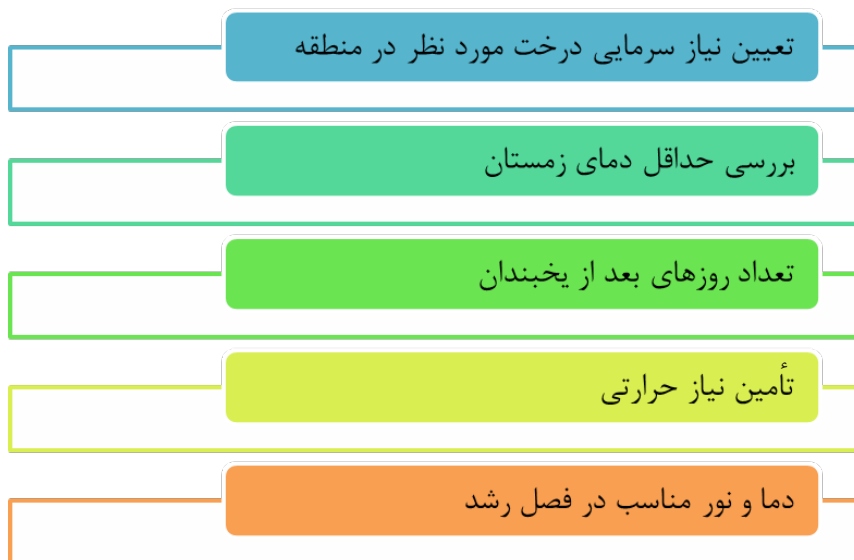 تعیین نیاز سرمایی درخت مورد نظر در منطقه
بررسی حداقل دمای زمستان
تعداد روزهای بعد از یخبندان
تأمین نیاز حرارتی
دما و نور مناسب در فصل رشد